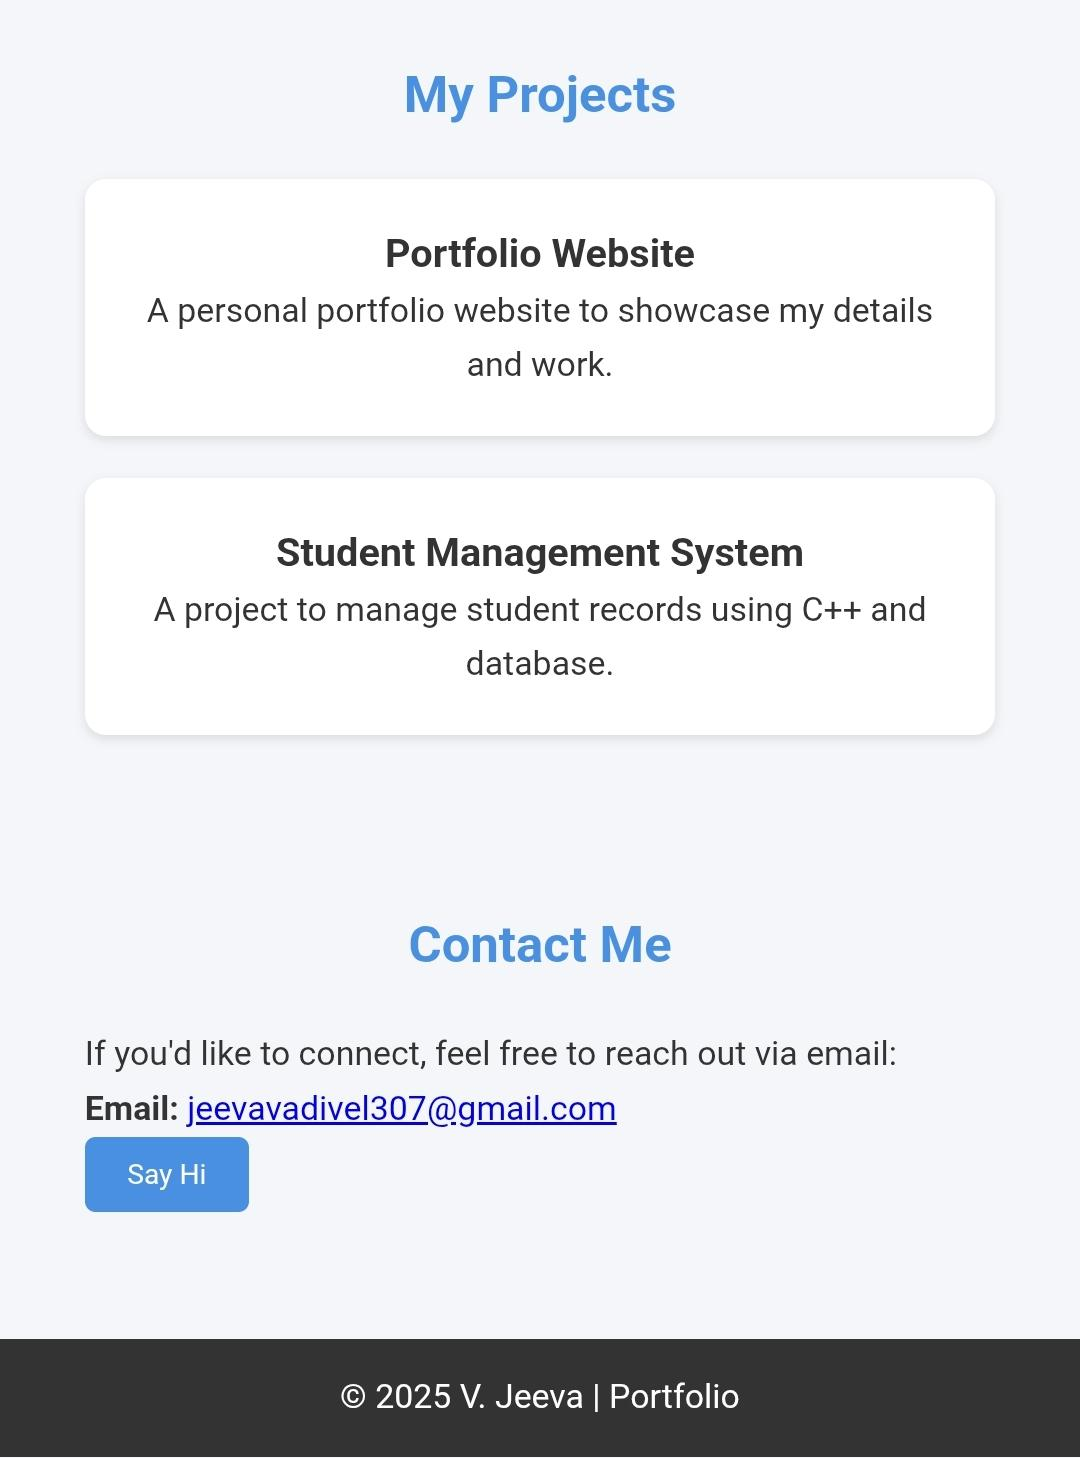 My Projects
Portfolio Website
A personal portfolio website to showcase my details
and work.
Student Management System
A project to manage student records using C++ and
database.
Contact Me
If you'd like to connect, feel free to reach out via email:
Email: jeevavadivel307@gmail.com
Say Hi
© 2025 V. Jeeva | Portfolio